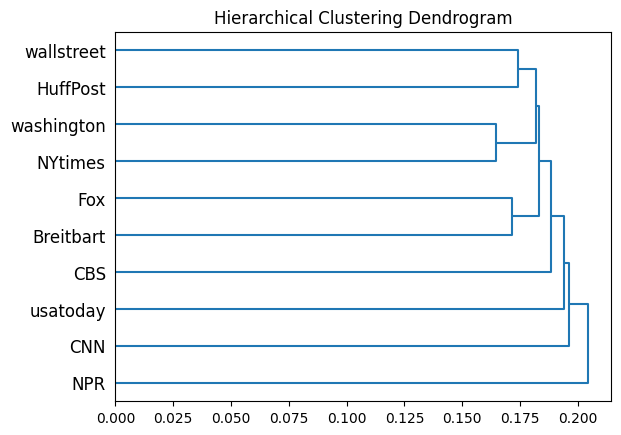 Hierarchical Clustering Dendrogram
wallstreet
HuffPost
washington
NYtimes
Fox
Breitbart
CBS
usatoday
CNN
NPR
0.000 0.025 0.050 0.075 0.100 0.125 0.150 0.175 0.200